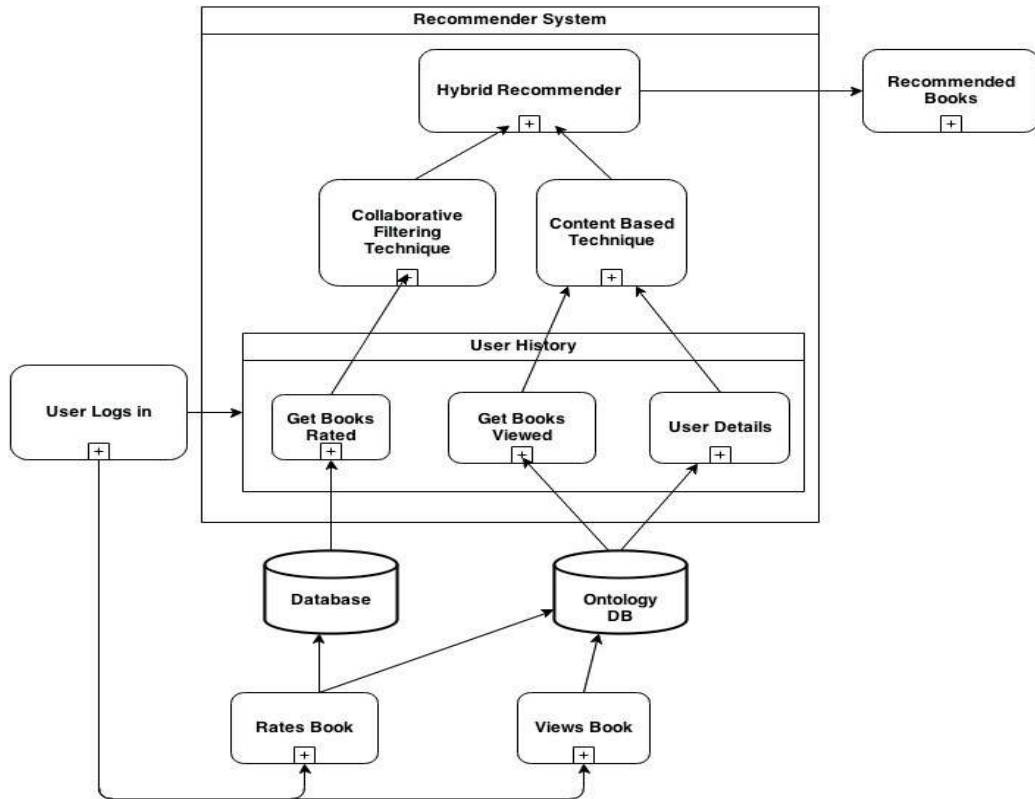 Recommender System
Hybrid Recommender
+
Recommended
Books
+
Collaborative
Filtering
Technique
+
Content Based
Technique
+
User History
User Logs in
+
Get Books
Rated
+
Get Books
Viewed
+
User Details
+
Database
Ontology
DB
Rates Book
+
Views Book
+